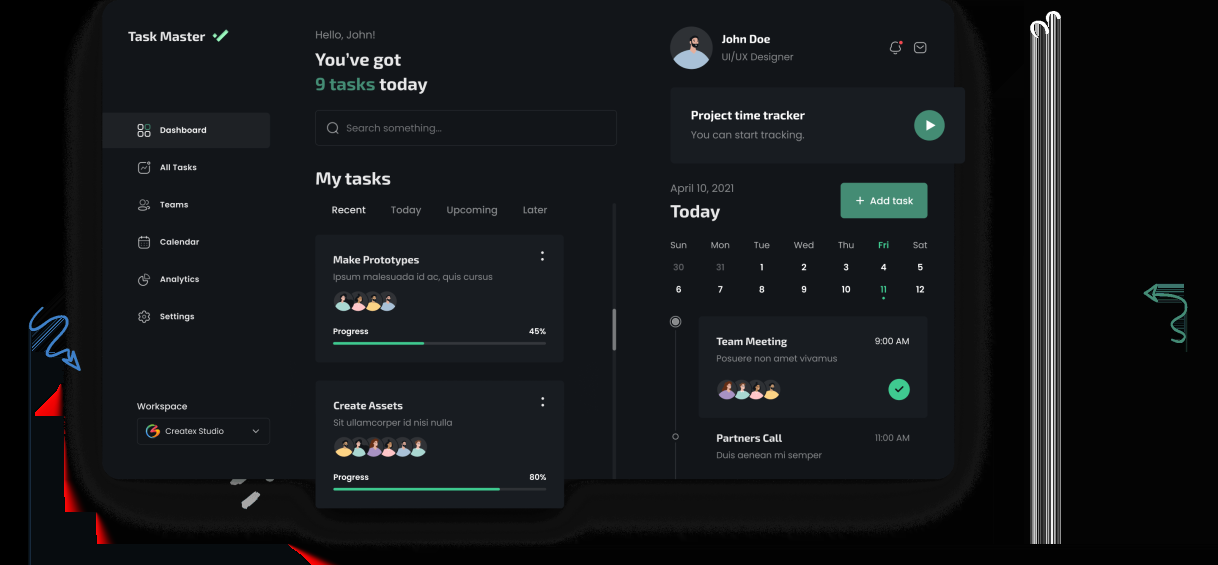 Task Master
Dashboard
All Tasks
Teams
Calendar
Analytics
Settings
Workspace
Createx Studio
Hello, John!
You've got
9 tasks today
Search something...
My tasks
Recent Today Upcoming Later
Make Prototypes
Ipsum malesuada id ac, quis cursus
Progress 45%
Create Assets
Sit ullamcorper id nisi nulla
Progress 80%
John Doe
UI/UX Designer
Project time tracker
You can start tracking.
April 10, 2021
Today
+ Add task
Sun Mon Tue Wed Thu Fri Sat
30 31 1 2 3 4 5
6 7 8 9 10 11 12
Team Meeting 9:00 AM
Posuere non amet vivamus
Partners Call 11:00 AM
Duis aenean mi semper